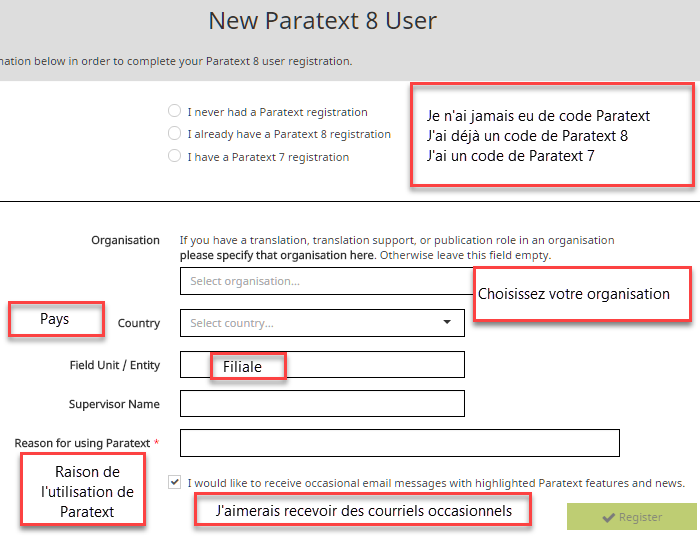 New Paratext 8 User
nation below in order to complete your Paratext 8 user registration.
I never had a Paratext registration
I already have a Paratext 8 registration
I have a Paratext 7 registration
Je n'ai jamais eu de code Paratext
J'ai déjà un code de Paratext 8
J'ai un code de Paratext 7
Organisation
If you have a translation, translation support, or publication role in an organisation
please specify that organisation here. Otherwise leave this field empty.
Select organisation...
Choisissez votre organisation
Pays
Country
Select country...
Field Unit / Entity
Filiale
Supervisor Name
Reason for using Paratext *
Raison de
l'utilisation de
Paratext
I would like to receive occasional email messages with highlighted Paratext features and news.
J'aimerais recevoir des courriels occasionnels
Register